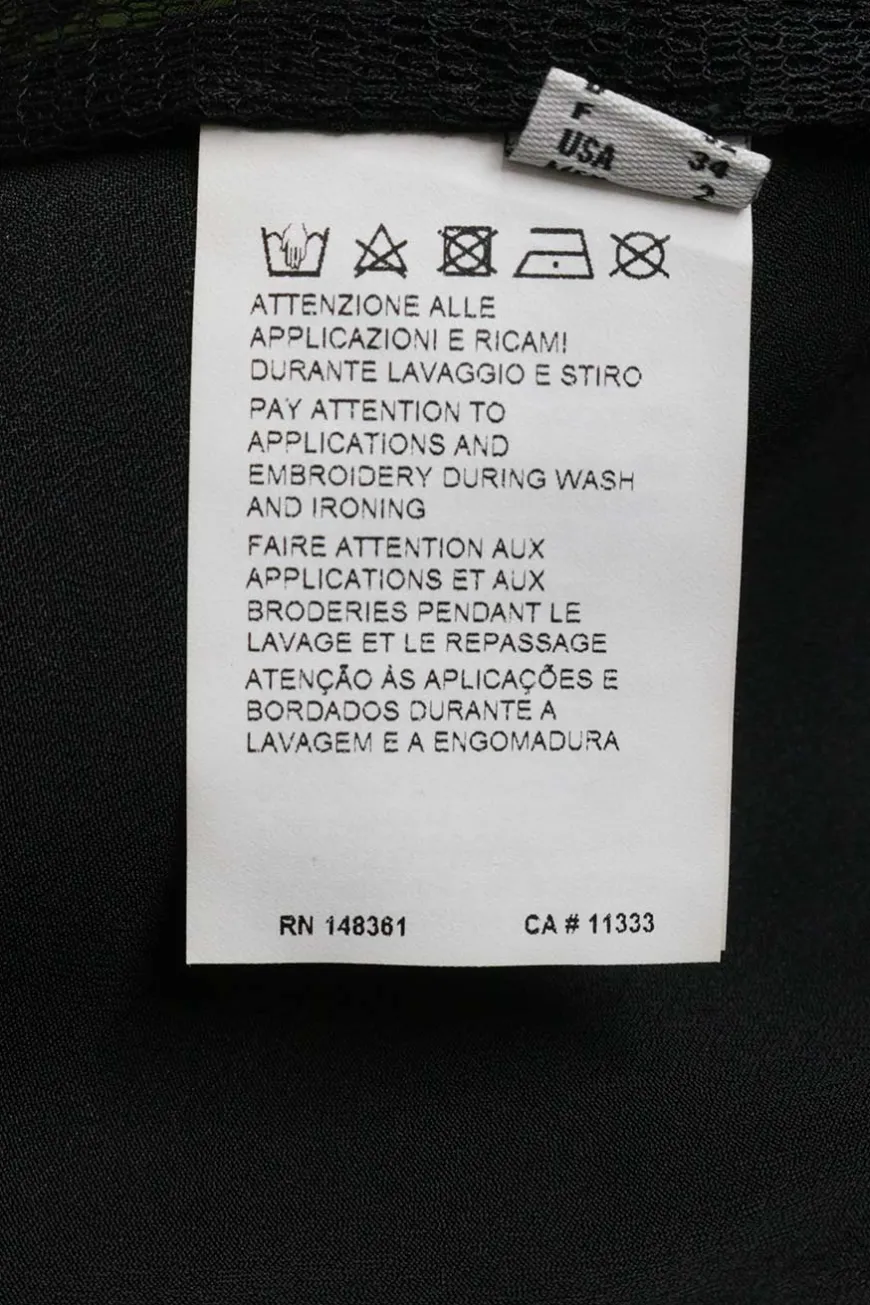 F 34
USA 2
ATTENZIONE ALLE
APPLICAZIONI E RICAMI
DURANTE LAVAGGIO E STIRO
PAY ATTENTION TO
APPLICATIONS AND
EMBROIDERY DURING WASH
AND IRONING
FAIRE ATTENTION AUX
APPLICATIONS ET AUX
BRODERIES PENDANT LE
LAVAGE ET LE REPASSAGE
ATENÇÃO ÀS APLICAÇÕES E
BORDADOS DURANTE A
LAVAGEM E A ENGOMADURA
RN 148361 CA # 11333